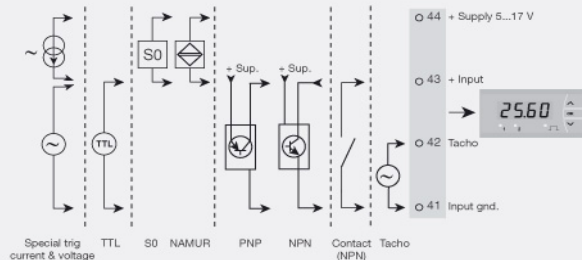 44 + Supply 5...17 V
S0
+ Sup. + Sup.
43 + Input
25.60
TTL
42 Tacho
41 Input gnd.
Special trig current & voltage
TTL
S0
NAMUR
PNP
NPN
Contact (NPN)
Tacho